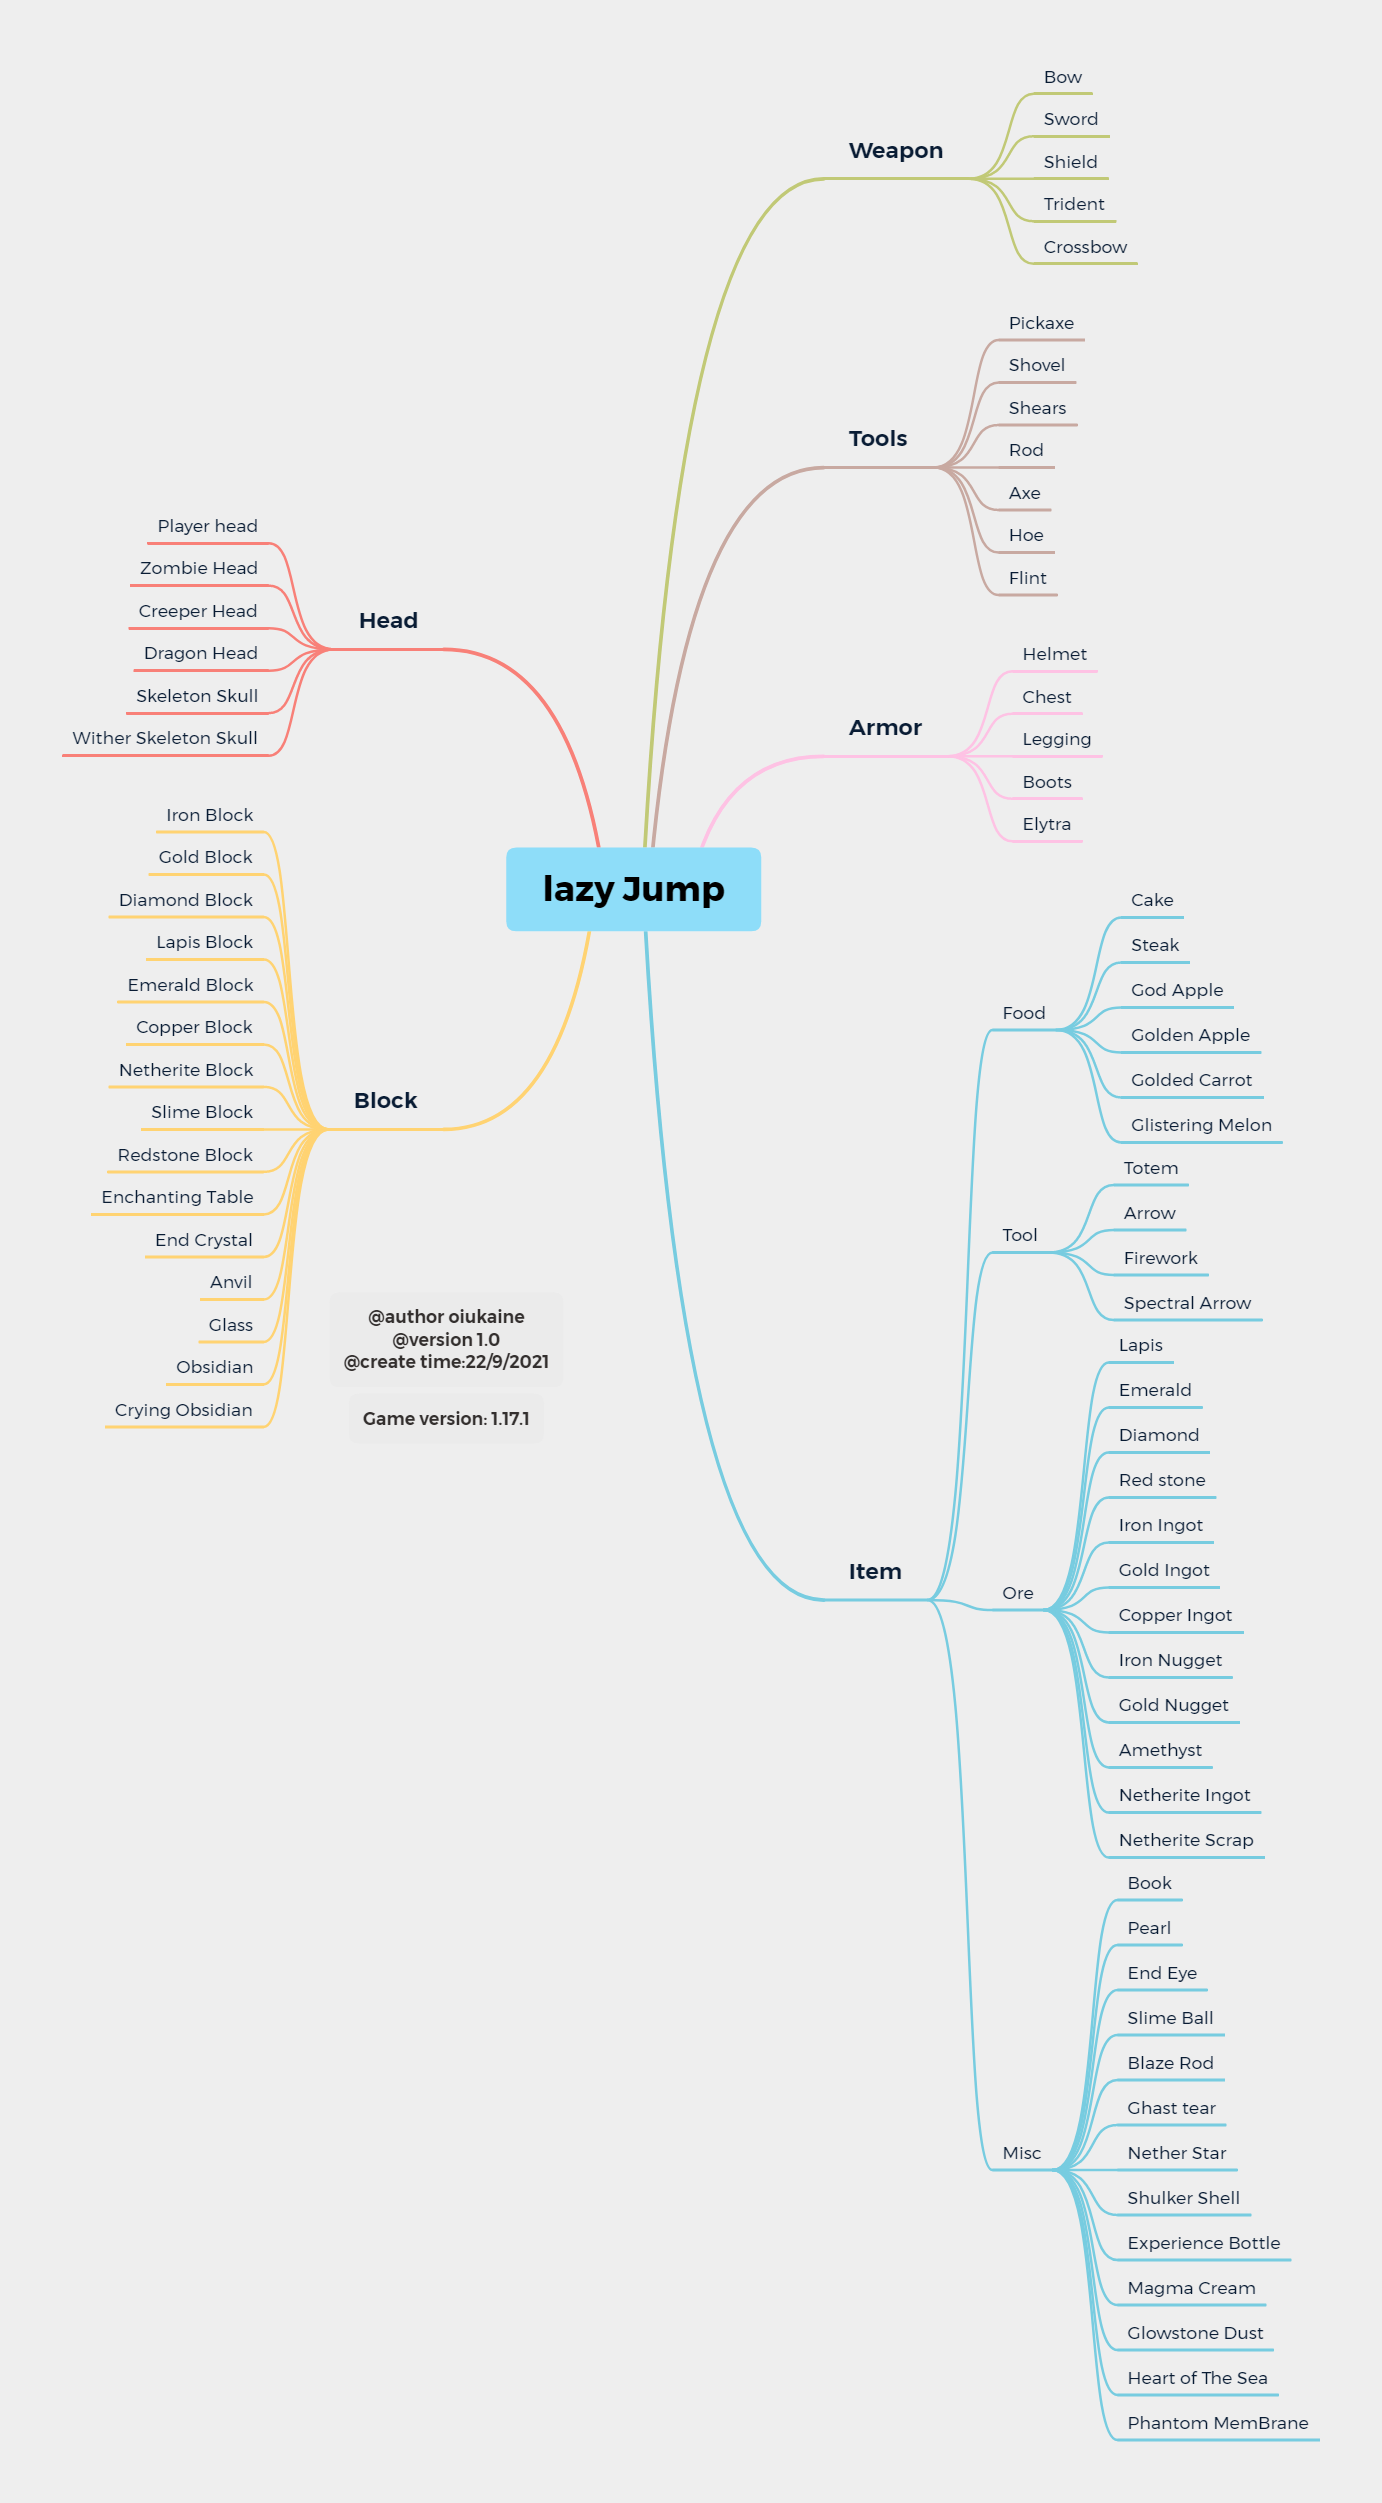 lazy Jump
Weapon
Bow
Sword
Shield
Trident
Crossbow
Tools
Pickaxe
Shovel
Shears
Rod
Axe
Hoe
Flint
Armor
Helmet
Chest
Legging
Boots
Elytra
Item
Food
Cake
Steak
God Apple
Golden Apple
Golded Carrot
Glistering Melon
Tool
Totem
Arrow
Firework
Spectral Arrow
Ore
Lapis
Emerald
Diamond
Red stone
Iron Ingot
Gold Ingot
Copper Ingot
Iron Nugget
Gold Nugget
Amethyst
Netherite Ingot
Netherite Scrap
Misc
Book
Pearl
End Eye
Slime Ball
Blaze Rod
Ghast tear
Nether Star
Shulker Shell
Experience Bottle
Magma Cream
Glowstone Dust
Heart of The Sea
Phantom MemBrane
Head
Player head
Zombie Head
Creeper Head
Dragon Head
Skeleton Skull
Wither Skeleton Skull
Block
Iron Block
Gold Block
Diamond Block
Lapis Block
Emerald Block
Copper Block
Netherite Block
Slime Block
Redstone Block
Enchanting Table
End Crystal
Anvil
Glass
Obsidian
Crying Obsidian
@author oiukaine
@version 1.0
@create time:22/9/2021
Game version: 1.17.1